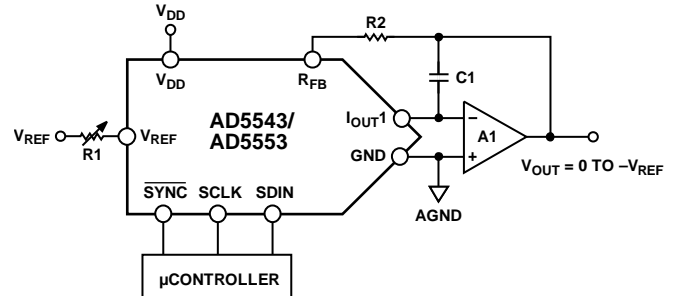 VDD
VDD
RFB
R2
C1
VREF
R1
VREF
AD5543/
AD5553
IOUT1
GND
A1
VOUT = 0 TO –VREF
AGND
SYNC SCLK SDIN
µCONTROLLER